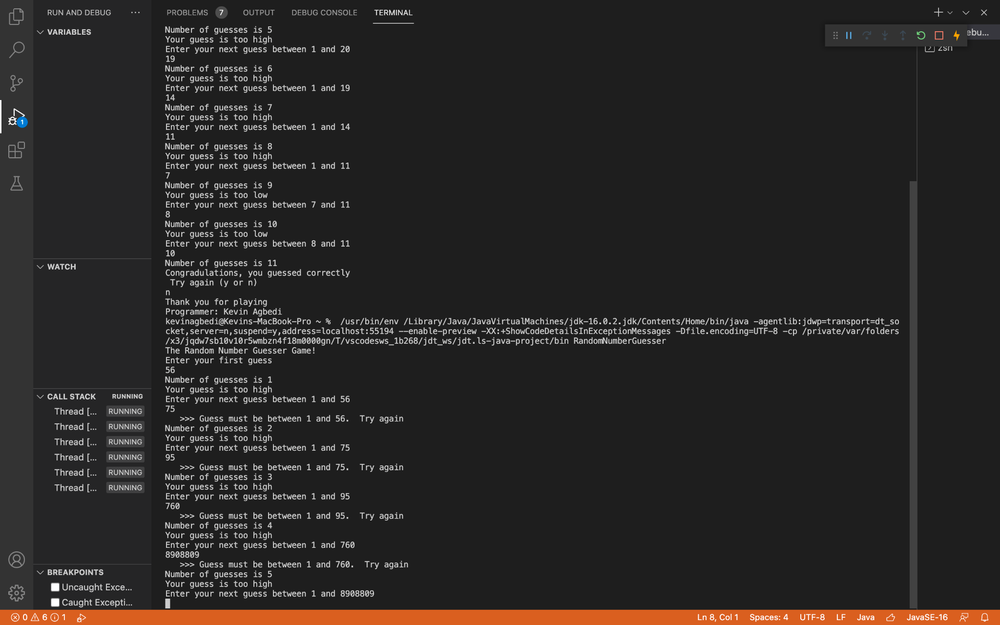 RUN AND DEBUG ···
VARIABLES
WATCH
CALL STACK RUNNING
Thread [... RUNNING
Thread [... RUNNING
Thread [... RUNNING
Thread [... RUNNING
Thread [... RUNNING
Thread [... RUNNING
BREAKPOINTS
Uncaught Exce...
Caught Excepti...
1
PROBLEMS 7 OUTPUT DEBUG CONSOLE TERMINAL
Number of guesses is 5
Your guess is too high
Enter your next guess between 1 and 20
19
Number of guesses is 6
Your guess is too high
Enter your next guess between 1 and 19
14
Number of guesses is 7
Your guess is too high
Enter your next guess between 1 and 14
11
Number of guesses is 8
Your guess is too high
Enter your next guess between 1 and 11
7
Number of guesses is 9
Your guess is too low
Enter your next guess between 7 and 11
8
Number of guesses is 10
Your guess is too low
Enter your next guess between 8 and 11
10
Number of guesses is 11
Congradulations, you guessed correctly
 Try again (y or n)
n
Thank you for playing
Programmer: Kevin Agbedi
kevinagbedi@Kevins-MacBook-Pro ~ %  /usr/bin/env /Library/Java/JavaVirtualMachines/jdk-16.0.2.jdk/Contents/Home/bin/java -agentlib:jdwp=transport=dt_so
cket,server=n,suspend=y,address=localhost:55194 --enable-preview -XX:+ShowCodeDetailsInExceptionMessages -Dfile.encoding=UTF-8 -cp /private/var/folders
/x3/jqdw7sb10v10r5wmbzn4f18m0000gn/T/vscodesws_1b268/jdt_ws/jdt.ls-java-project/bin RandomNumberGuesser
The Random Number Guesser Game!
Enter your first guess
56
Number of guesses is 1
Your guess is too high
Enter your next guess between 1 and 56
75
   >>> Guess must be between 1 and 56.  Try again
Number of guesses is 2
Your guess is too high
Enter your next guess between 1 and 75
95
   >>> Guess must be between 1 and 75.  Try again
Number of guesses is 3
Your guess is too high
Enter your next guess between 1 and 95
760
   >>> Guess must be between 1 and 95.  Try again
Number of guesses is 4
Your guess is too high
Enter your next guess between 1 and 760
8908809
   >>> Guess must be between 1 and 760.  Try again
Number of guesses is 5
Your guess is too high
Enter your next guess between 1 and 8908809
ebu...
zsh
0 6 1
Ln 8, Col 1 Spaces: 4 UTF-8 LF Java JavaSE-16